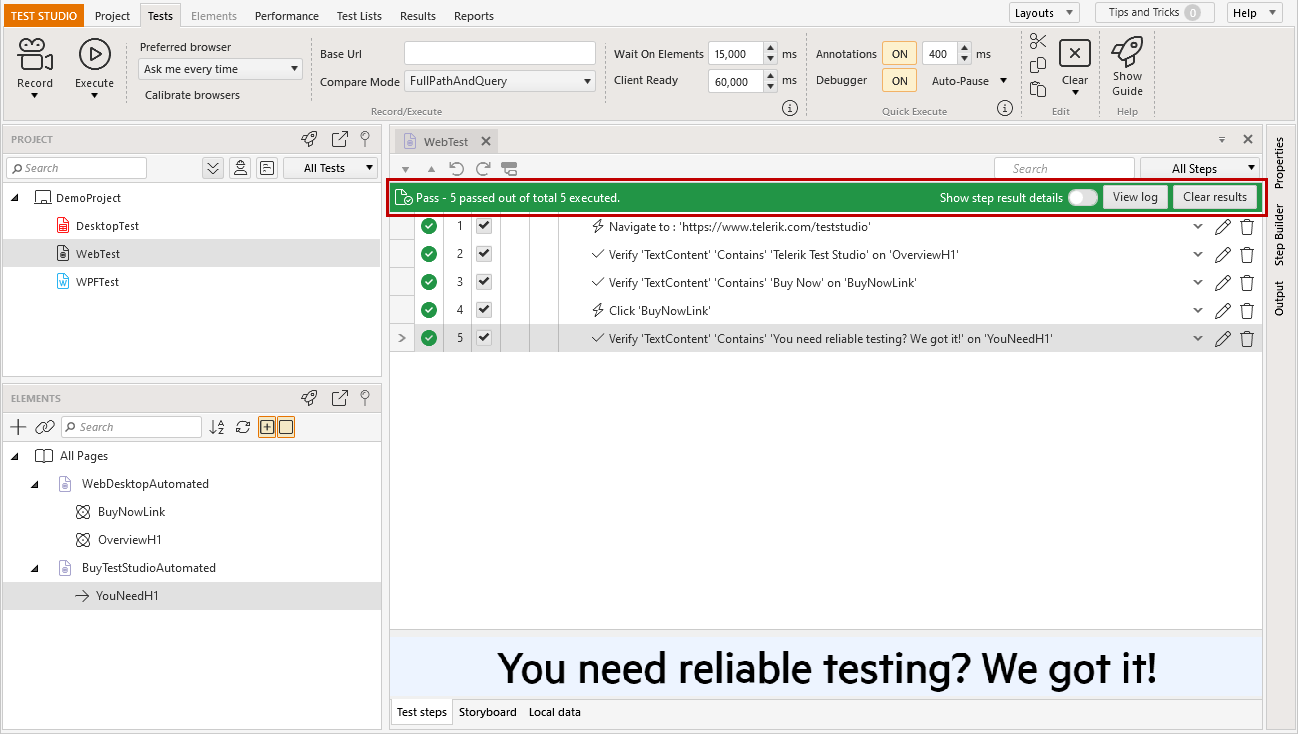 TEST STUDIO Project Tests Elements Performance Test Lists Results Reports Layouts Tips and Tricks 0 Help
Record
Execute
Preferred browser
Ask me every time
Calibrate browsers
Base Url
Compare Mode FullPathAndQuery
Record/Execute
Wait On Elements 15,000 ms
Client Ready 60,000 ms
Annotations ON 400 ms
Debugger ON Auto-Pause
Quick Execute
Clear
Edit
Show
Guide
Help
PROJECT
Search All Tests
DemoProject
DesktopTest
WebTest
WPFTest
ELEMENTS
Search
All Pages
WebDesktopAutomated
BuyNowLink
OverviewH1
BuyTestStudioAutomated
YouNeedH1
WebTest
Search All Steps
Pass - 5 passed out of total 5 executed. Show step result details View log Clear results
1 Navigate to : 'https://www.telerik.com/teststudio'
2 Verify 'TextContent' 'Contains' 'Telerik Test Studio' on 'OverviewH1'
3 Verify 'TextContent' 'Contains' 'Buy Now' on 'BuyNowLink'
4 Click 'BuyNowLink'
5 Verify 'TextContent' 'Contains' 'You need reliable testing? We got it!' on 'YouNeedH1'
You need reliable testing? We got it!
Test steps Storyboard Local data
Properties
Step Builder
Output